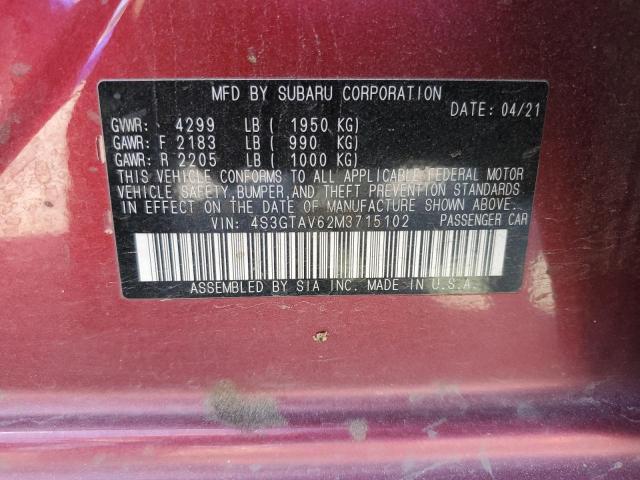 MFD BY SUBARU CORPORATION
DATE: 04/21
GVWR: 4299 LB ( 1950 KG)
GAWR: F 2183 LB ( 990 KG)
GAWR: R 2205 LB ( 1000 KG)
THIS VEHICLE CONFORMS TO ALL APPLICABLE FEDERAL MOTOR
VEHICLE SAFETY, BUMPER, AND THEFT PREVENTION STANDARDS
IN EFFECT ON THE DATE OF MANUFACTURE SHOWN ABOVE.
VIN: 4S3GTAV62M3715102
PASSENGER CAR
ASSEMBLED BY SIA INC. MADE IN U.S.A.